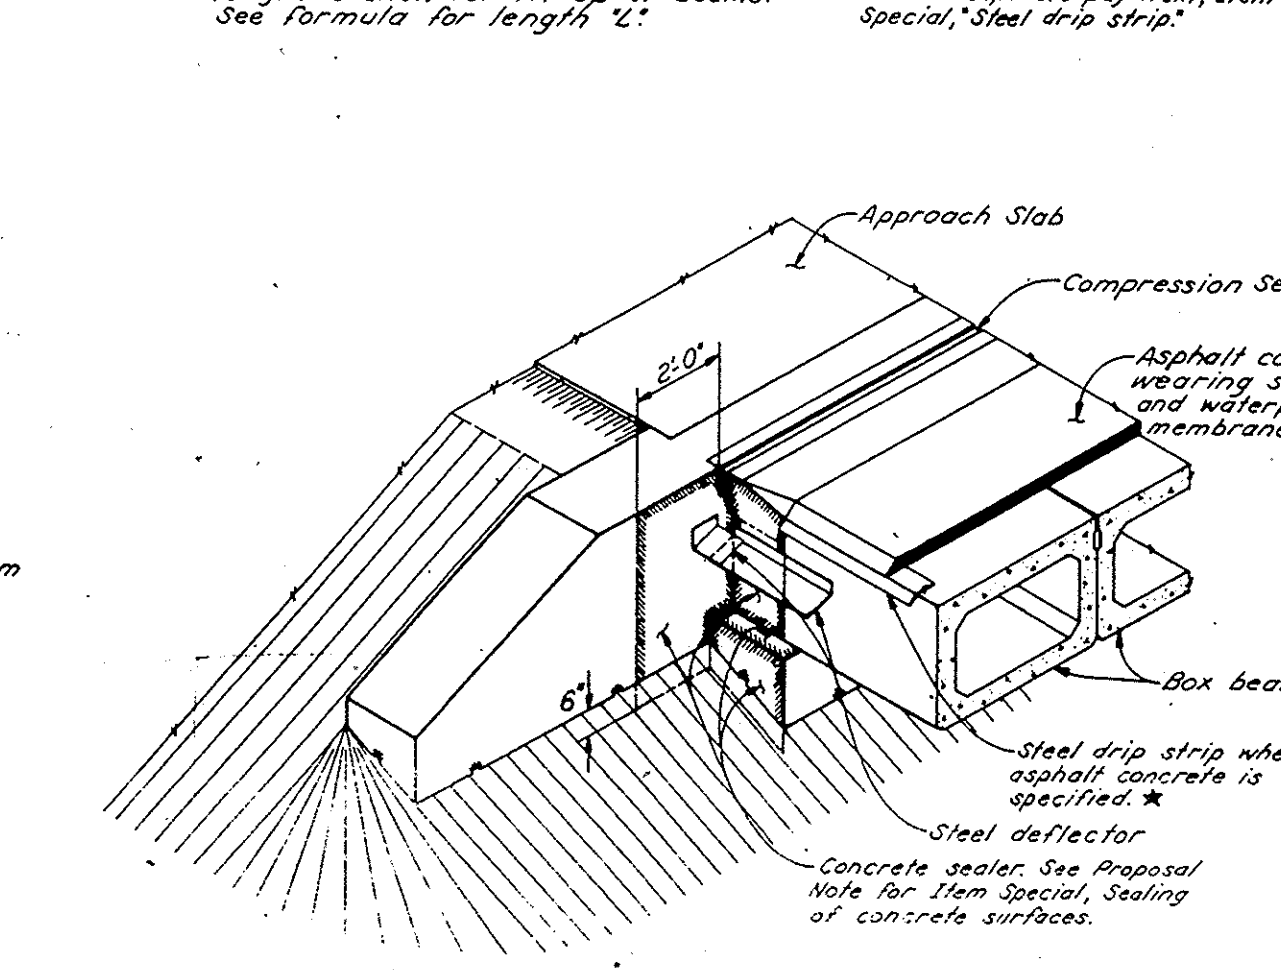 See formula for length "L".
Special, "Steel drip strip."
Approach Slab
Compression Se
2'-0"
Asphalt co
wearing s
and waterp
membrane
m
6"
Box bea
Steel drip strip whe
asphalt concrete is
specified. ★
Steel deflector
Concrete sealer. See Proposal
Note for Item Special, Sealing
of concrete surfaces.